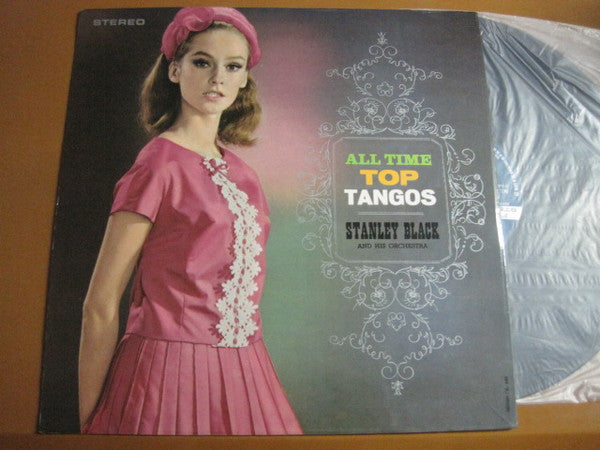 STEREO
ALL TIME
TOP
TANGOS
STANLEY BLACK
AND HIS ORCHESTRA